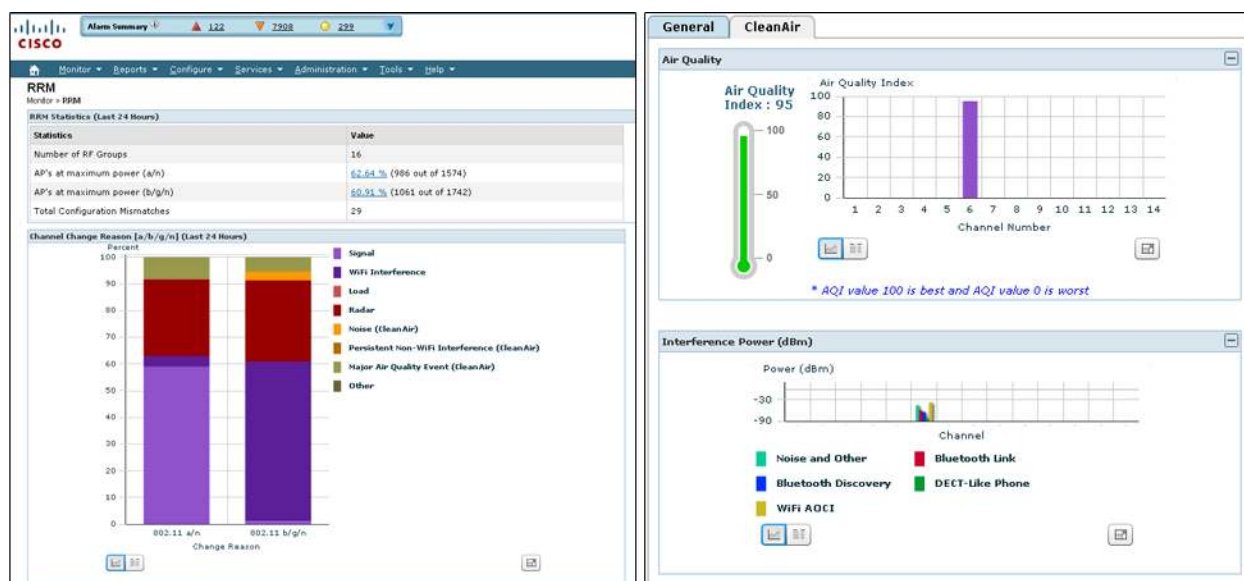 Alarm Summary
122
7908
299
CISCO
Monitor Reports Configure Services Administration Tools Help
RRM
Monitor > RRM
RRM Statistics (Last 24 Hours)
Statistics Value
Number of RF Groups 16
AP's at maximum power (a/n) 62.64 % (986 out of 1574)
AP's at maximum power (b/g/n) 60.91 % (1061 out of 1742)
Total Configuration Mismatches 29
Channel Change Reason [a/b/g/n] (Last 24 Hours)
Percent
100
90
80
70
60
50
40
30
20
10
0
802.11 a/n 802.11 b/g/n
Change Reason
Signal
WiFi Interference
Load
Radar
Noise (CleanAir)
Persistent Non-WiFi Interference (CleanAir)
Major Air Quality Event (CleanAir)
Other
General CleanAir
Air Quality
Air Quality
Index : 95
100
50
0
Air Quality Index
100
80
60
40
20
0
1 2 3 4 5 6 7 8 9 10 11 12 13 14
Channel Number
* AQI value 100 is best and AQI value 0 is worst
Interference Power (dBm)
Power (dBm)
-30
-90
Channel
Noise and Other Bluetooth Link
Bluetooth Discovery DECT-Like Phone
WiFi AOCI